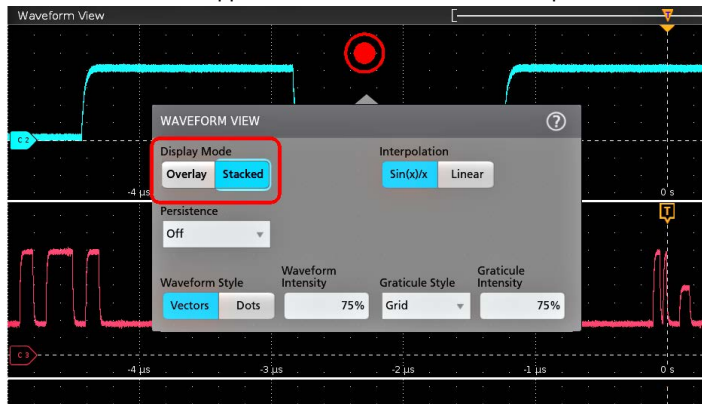 Waveform View
T
C 2
WAVEFORM VIEW
?
Display Mode
Interpolation
Overlay Stacked
Sin(x)/x Linear
-4 µs
0 s
Persistence
T
Off
Waveform Style
Waveform Intensity
Graticule Style
Graticule Intensity
Vectors Dots
75%
Grid
75%
C 3
-4 µs
-3 µs
-2 µs
-1 µs
0 s